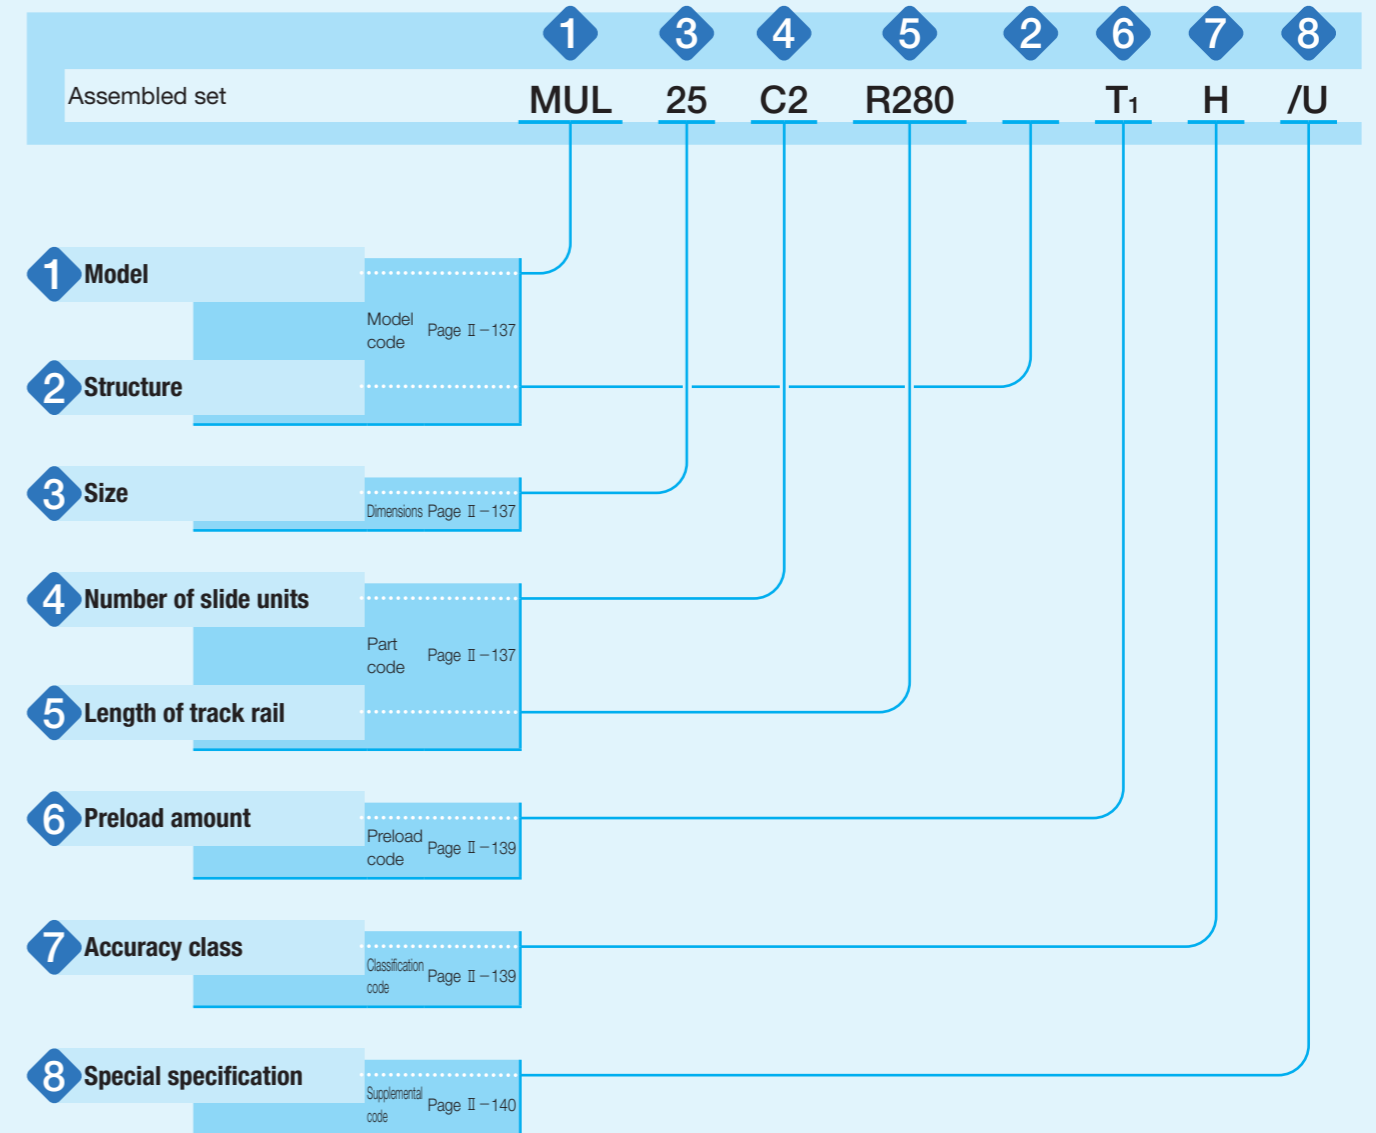 1 3 4 5 2 6 7 8
Assembled set MUL 25 C2 R280 T1 H /U
1 Model
Model
code Page Ⅱ－137
2 Structure
3 Size
Dimensions Page Ⅱ－137
4 Number of slide units
Part
code Page Ⅱ－137
5 Length of track rail
6 Preload amount
Preload
code Page Ⅱ－139
7 Accuracy class
Classification
code Page Ⅱ－139
8 Special specification
Supplemental
code Page Ⅱ－140